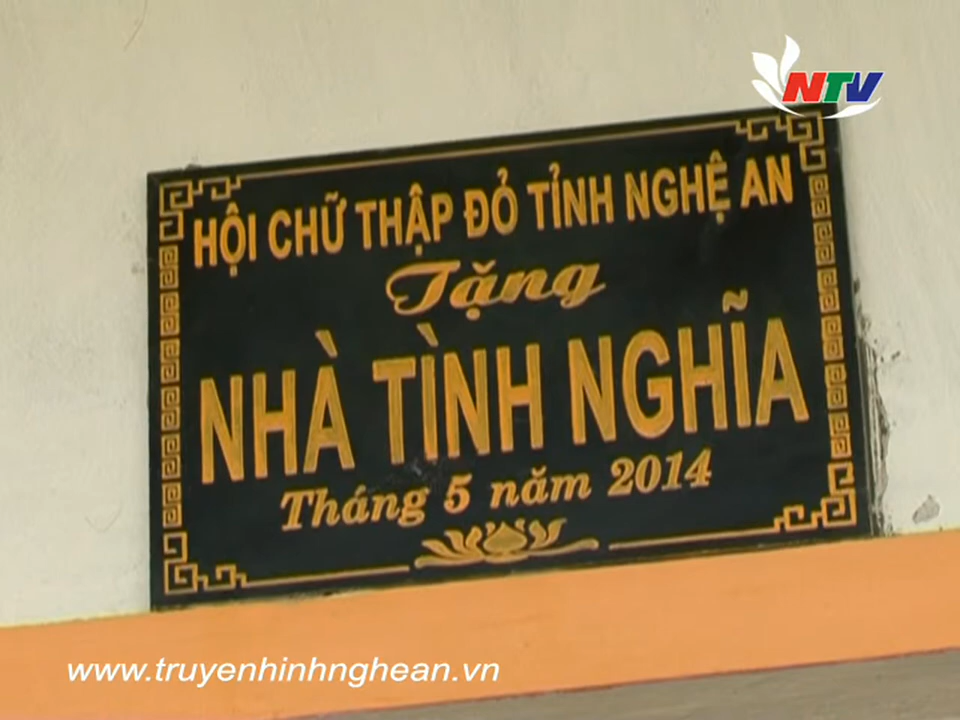 NTV
HỘI CHỮ THẬP ĐỎ TỈNH NGHỆ AN
Tặng
NHÀ TÌNH NGHĨA
Tháng 5 năm 2014
www.truyenhinhnghean.vn